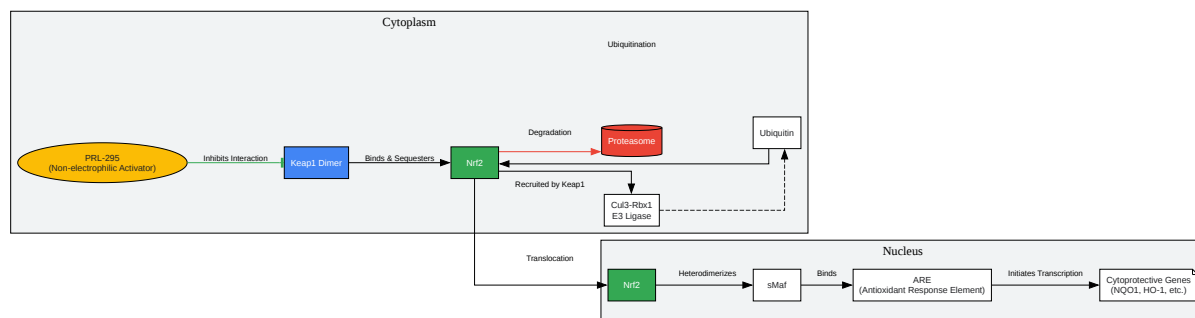 Cytoplasm
Ubiquitination
PRL-295
(Non-electrophilic Activator)
Inhibits Interaction
Keap1 Dimer
Binds & Sequesters
Nrf2
Degradation
Proteasome
Ubiquitin
Recruited by Keap1
Cul3-Rbx1
E3 Ligase
Translocation
Nucleus
Nrf2
Heterodimerizes
sMaf
Binds
ARE
(Antioxidant Response Element)
Initiates Transcription
Cytoprotective Genes
(NQO1, HO-1, etc.)